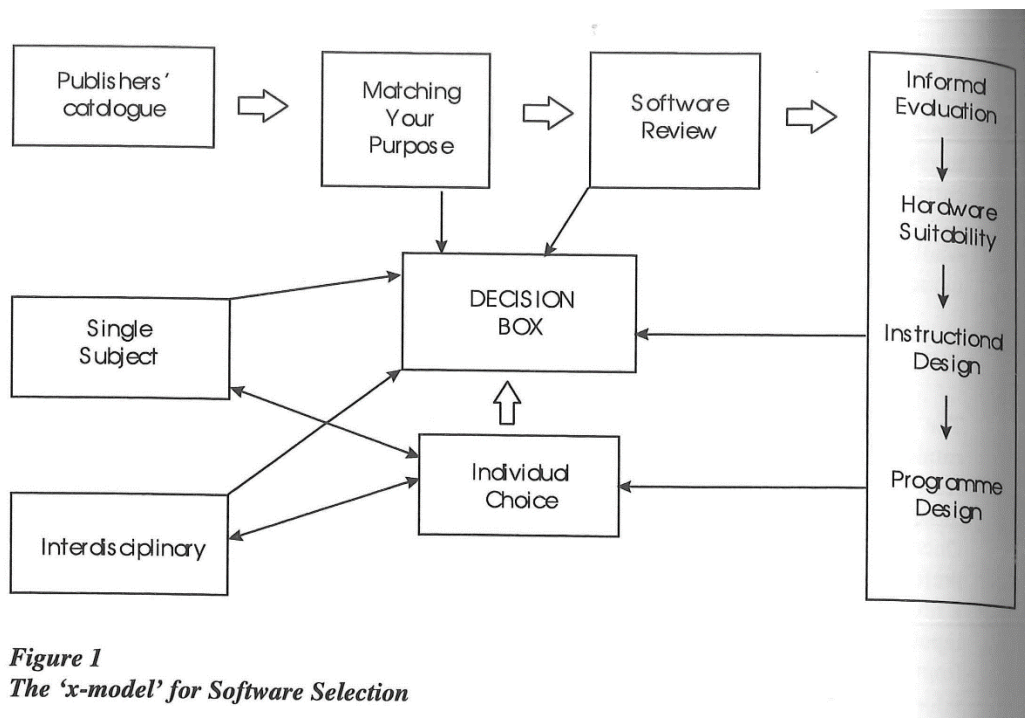 Publishers'
catalogue
Matching
Your
Purpose
Software
Review
Informal
Evaluation
Hardware
Suitability
Instructional
Design
Programme
Design
DECISION
BOX
Single
Subject
Individual
Choice
Interdisciplinary
Figure 1
The 'x-model' for Software Selection